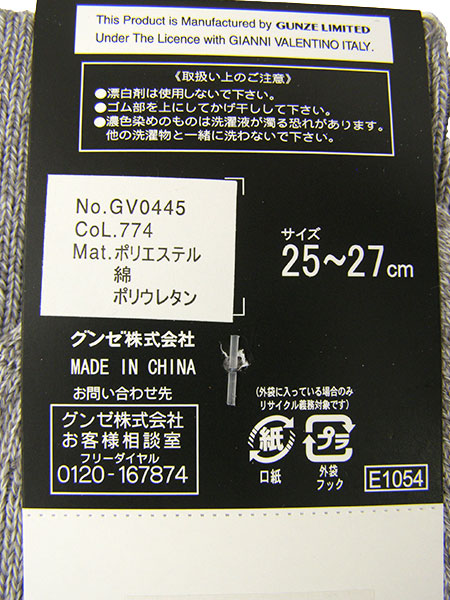 This Product is Manufactured by GUNZE LIMITED
Under The Licence with GIANNI VALENTINO ITALY.
《取扱い上のご注意》
●漂白剤は使用しないで下さい。
●ゴム部を上にしてかげ干しして下さい。
●濃色染めのものは洗濯液が濁る恐れがあります。
他の洗濯物と一緒に洗わないで下さい。
No.GV0445
CoL.774
Mat.ポリエステル
綿
ポリウレタン
サイズ
25~27cm
グンゼ株式会社
MADE IN CHINA
お問い合わせ先
グンゼ株式会社
お客様相談室
フリーダイヤル
0120-167874
(外袋に入っている場合のみ
リサイクル義務対象です)
紙
プラ
口紙
外袋
フック
E1054